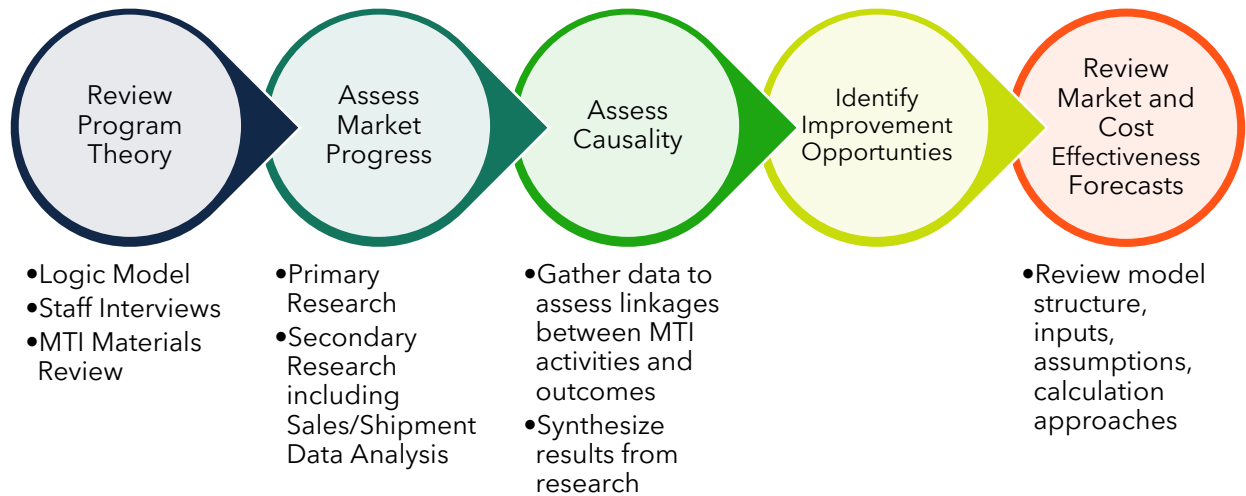 Review
Program
Theory
Assess
Market
Progress
Assess
Causality
Identify
Improvement
Opportunties
Review
Market and
Cost
Effectiveness
Forecasts
•Logic Model
•Staff Interviews
•MTI Materials
Review
•Primary
Research
•Secondary
Research
including
Sales/Shipment
Data Analysis
•Gather data to
assess linkages
between MTI
activities and
outcomes
•Synthesize
results from
research
•Review model
structure,
inputs,
assumptions,
calculation
approaches